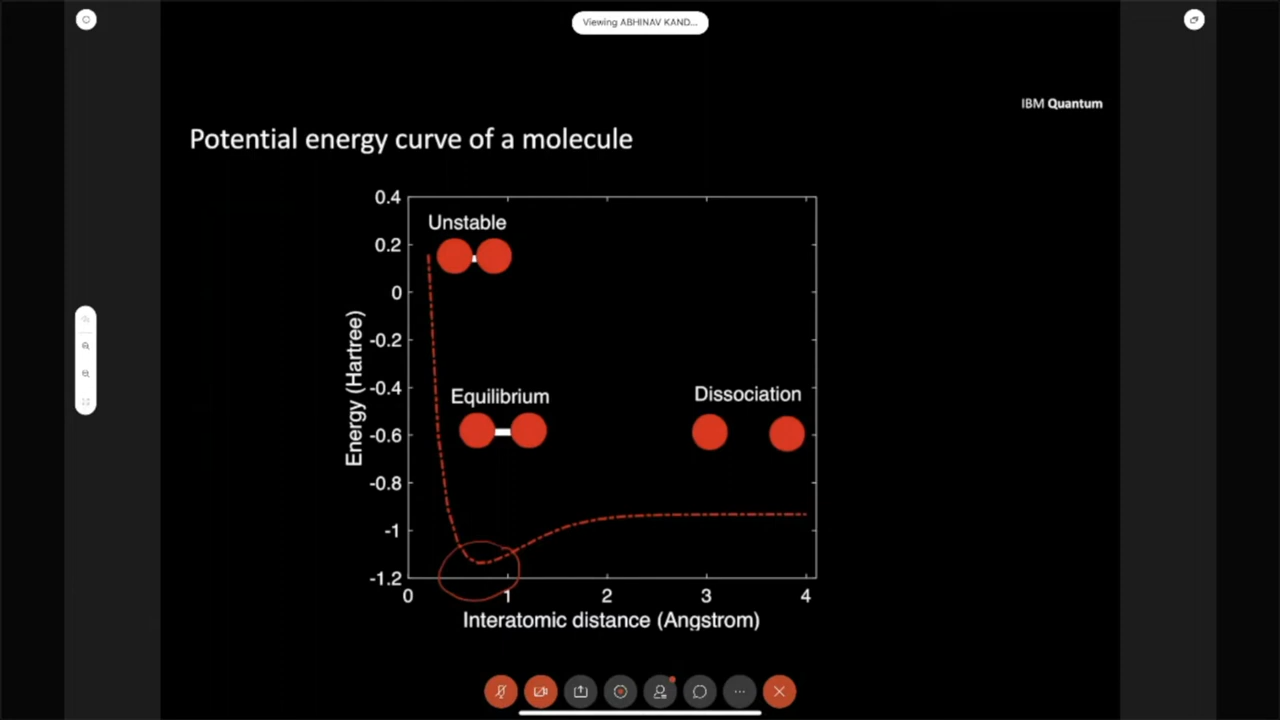 Viewing ABHINAV KAND...
IBM Quantum
Potential energy curve of a molecule
0.4
0.2
0
-0.2
-0.4
-0.6
-0.8
-1
-1.2
Energy (Hartree)
Unstable
Equilibrium
Dissociation
0
1
2
3
4
Interatomic distance (Angstrom)